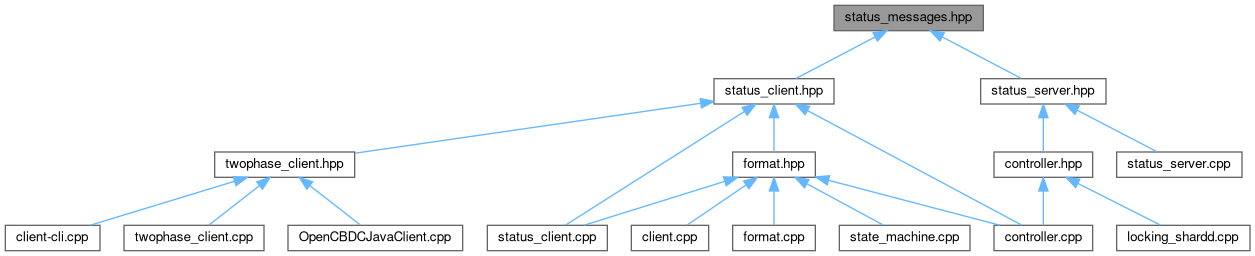 status_messages.hpp
status_client.hpp
status_server.hpp
twophase_client.hpp
format.hpp
controller.hpp
status_server.cpp
client-cli.cpp
twophase_client.cpp
OpenCBDCJavaClient.cpp
status_client.cpp
client.cpp
format.cpp
state_machine.cpp
controller.cpp
locking_shardd.cpp